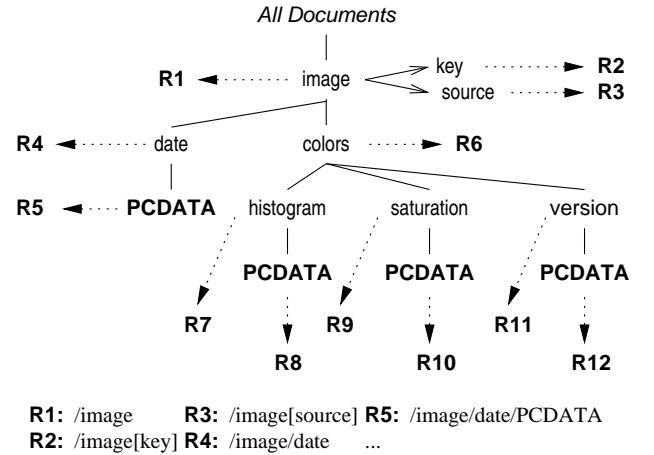 All Documents
R1 image key R2
source R3
R4 date colors R6
R5 PCDATA histogram saturation version
PCDATA PCDATA PCDATA
R7 R9 R11
R8 R10 R12
R1: /image R3: /image[source] R5: /image/date/PCDATA
R2: /image[key] R4: /image/date ...